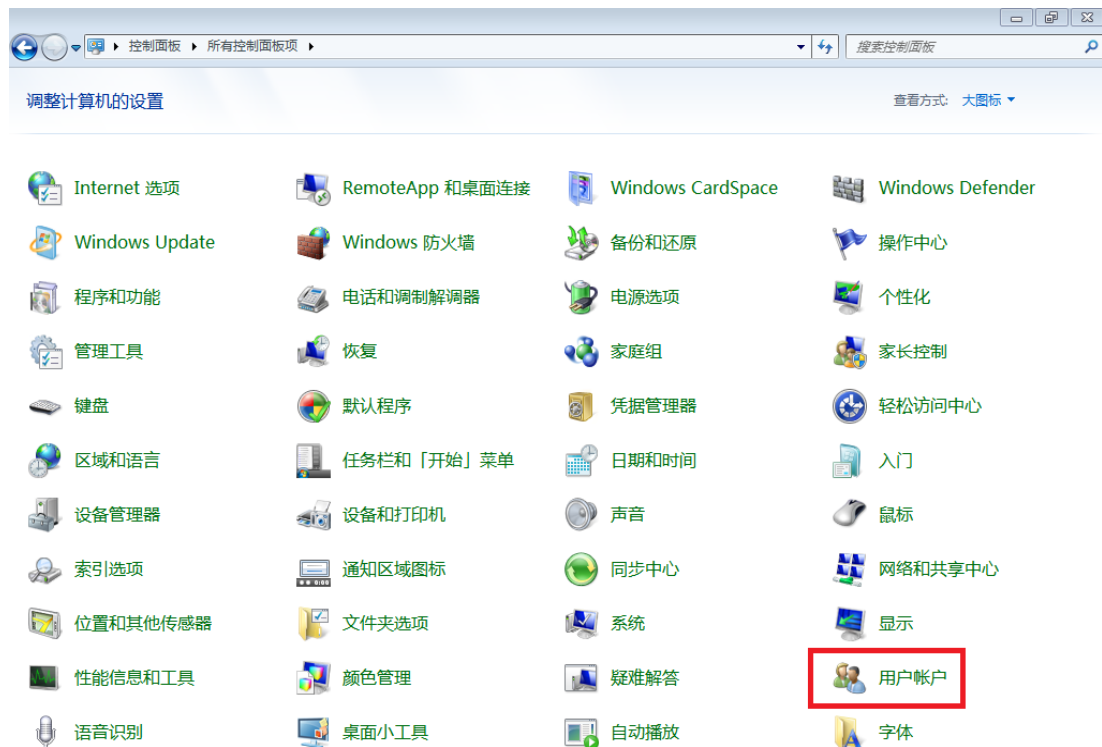 控制面板 ▸ 所有控制面板项 ▸
搜索控制面板
调整计算机的设置
查看方式: 大图标
Internet 选项 RemoteApp 和桌面连接 Windows CardSpace Windows Defender
Windows Update Windows 防火墙 备份和还原 操作中心
程序和功能 电话和调制解调器 电源选项 个性化
管理工具 恢复 家庭组 家长控制
键盘 默认程序 凭据管理器 轻松访问中心
区域和语言 任务栏和「开始」菜单 日期和时间 入门
设备管理器 设备和打印机 声音 鼠标
索引选项 通知区域图标 同步中心 网络和共享中心
位置和其他传感器 文件夹选项 系统 显示
性能信息和工具 颜色管理 疑难解答 用户帐户
语音识别 桌面小工具 自动播放 字体